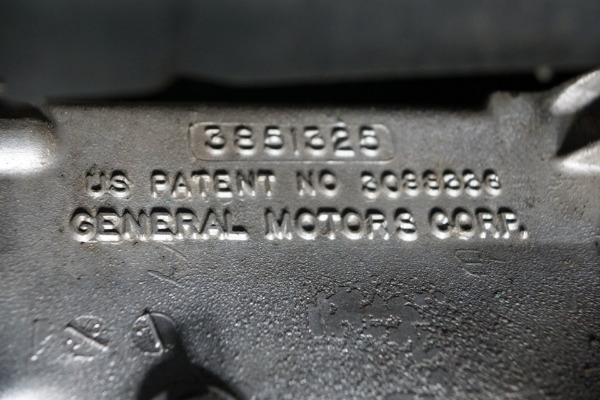 3851325
US PATENT NO
GENERAL MOTORS CORP.